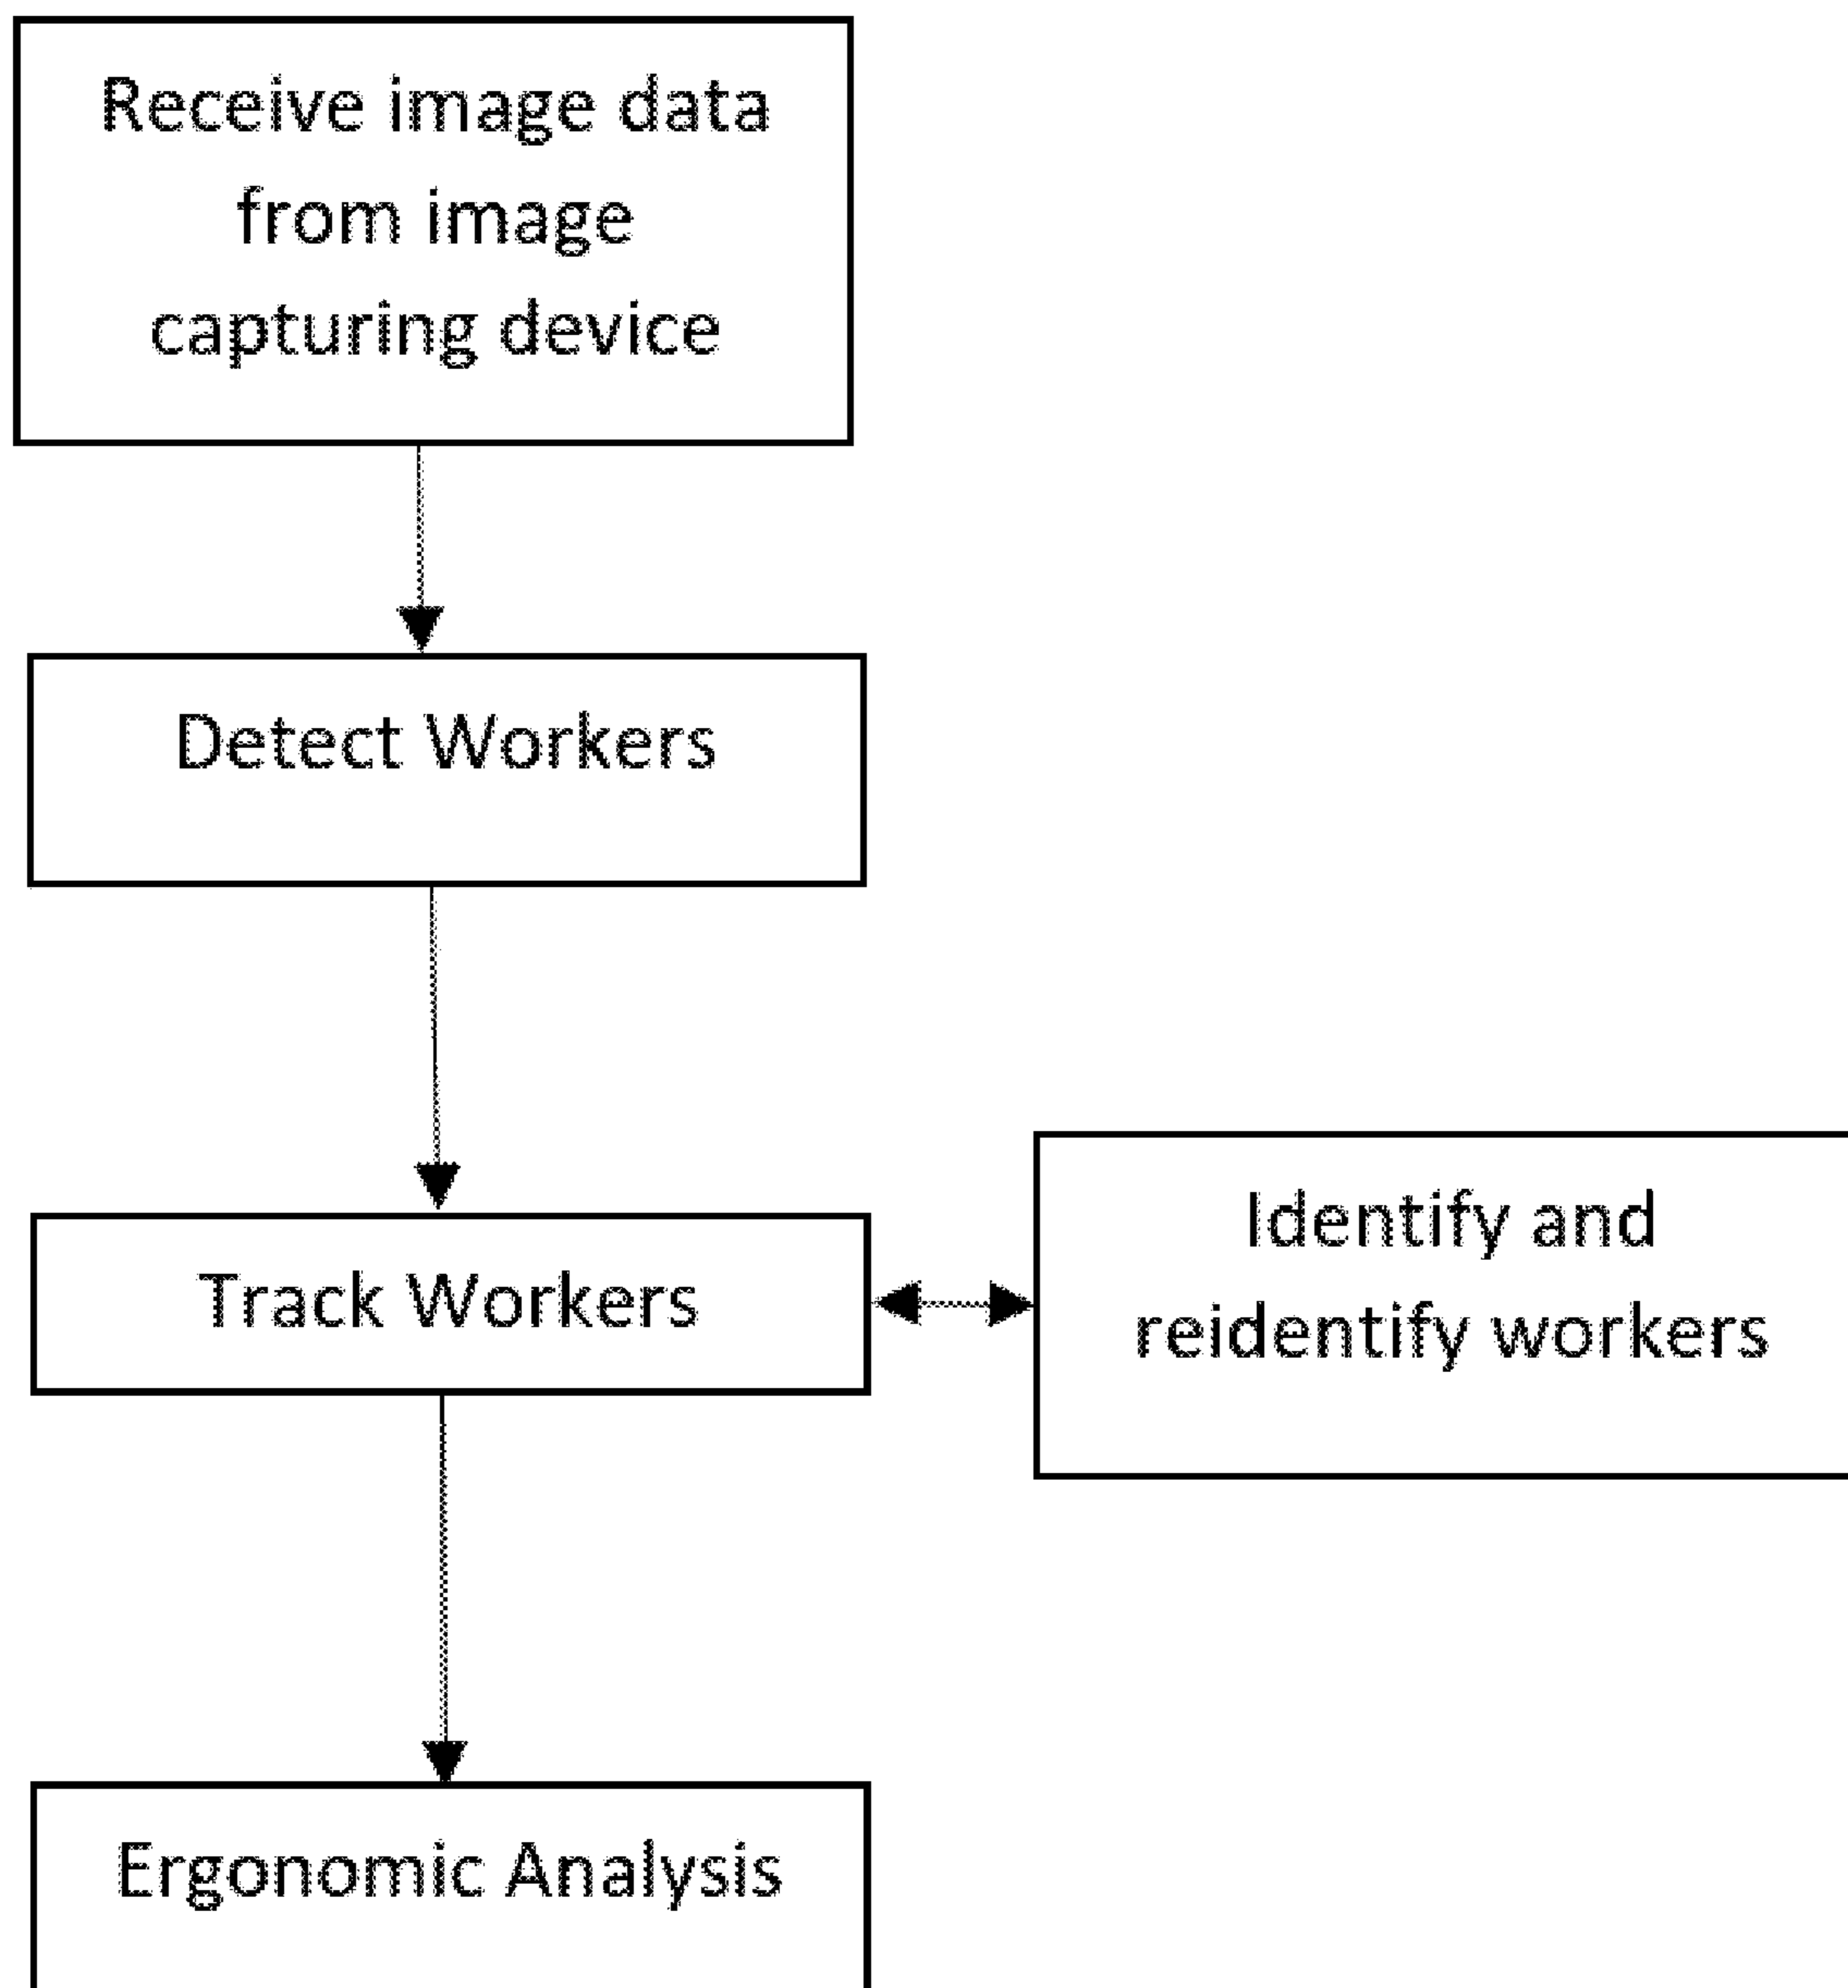 Receive image data
from image
capturing device
Detect Workers
Track Workers
Identify and
reidentify workers
Ergonomic Analysis